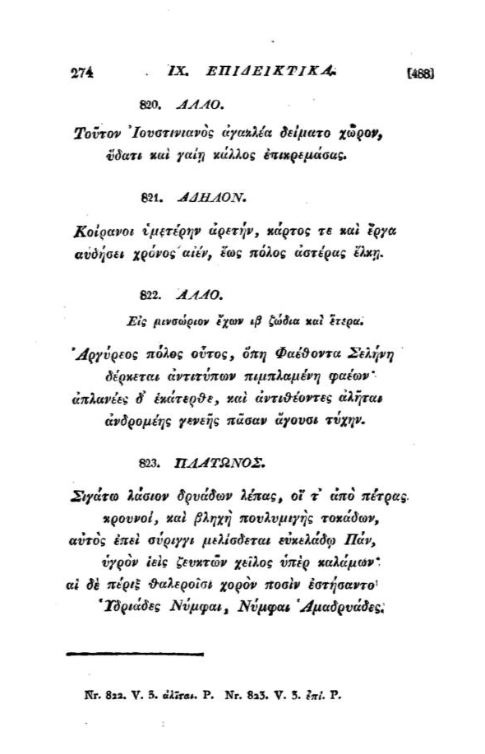 274 IX. ΕΠΙΔΕΙΚΤΙΚΑ. [488]
820. ΑΛΛΟ.
Τοῦτον Ἰουστινιανὸς ἀγακλέα δείματο χῶρον,
ὕδατι καὶ γαίῃ κάλλος ἐπικρεμάσας.
821. ΑΔΗΛΟΝ.
Κοίρανοι ὑμετέρην ἀρετήν, κάρτος τε καὶ ἔργα
αὐδήσει χρόνος αἰέν, ἕως πόλος ἀστέρας ἕλκῃ.
822. ΑΛΛΟ.
Εἰς μινσώριον ἔχων ιβ ζώδια καὶ ἕτερα.
Ἀργύρεος πόλος οὗτος, ὅπη Φαέθοντα Σελήνη
δέρκεται ἀντιτύπων πιμπλαμένη φαέων·
ἀπλανέες δ᾽ ἑκάτερθε, καὶ ἀντιθέοντες ἀλῆται
ἀνδρομέης γενεῆς πᾶσαν ἄγουσι τύχην.
823. ΠΛΑΤΩΝΟΣ.
Σιγάτω λάσιον δρυάδων λέπας, οἵ τ᾽ ἀπὸ πέτρας
κρουνοί, καὶ βληχὴ πουλυμιγὴς τοκάδων,
αὐτὸς ἐπεὶ σύριγγι μελίσδεται εὐκελάδῳ Πάν,
ὑγρὸν ἱεὶς ζευκτῶν χεῖλος ὑπὲρ καλάμων·
αἱ δὲ πέριξ θαλεροῖσι χορὸν ποσὶν ἐστήσαντο
Ὑδριάδες Νύμφαι, Νύμφαι Ἁμαδρυάδες.
Nr. 822. V. 3. ἀλῖται. P. Nr. 823. V. 3. ἐπί. P.